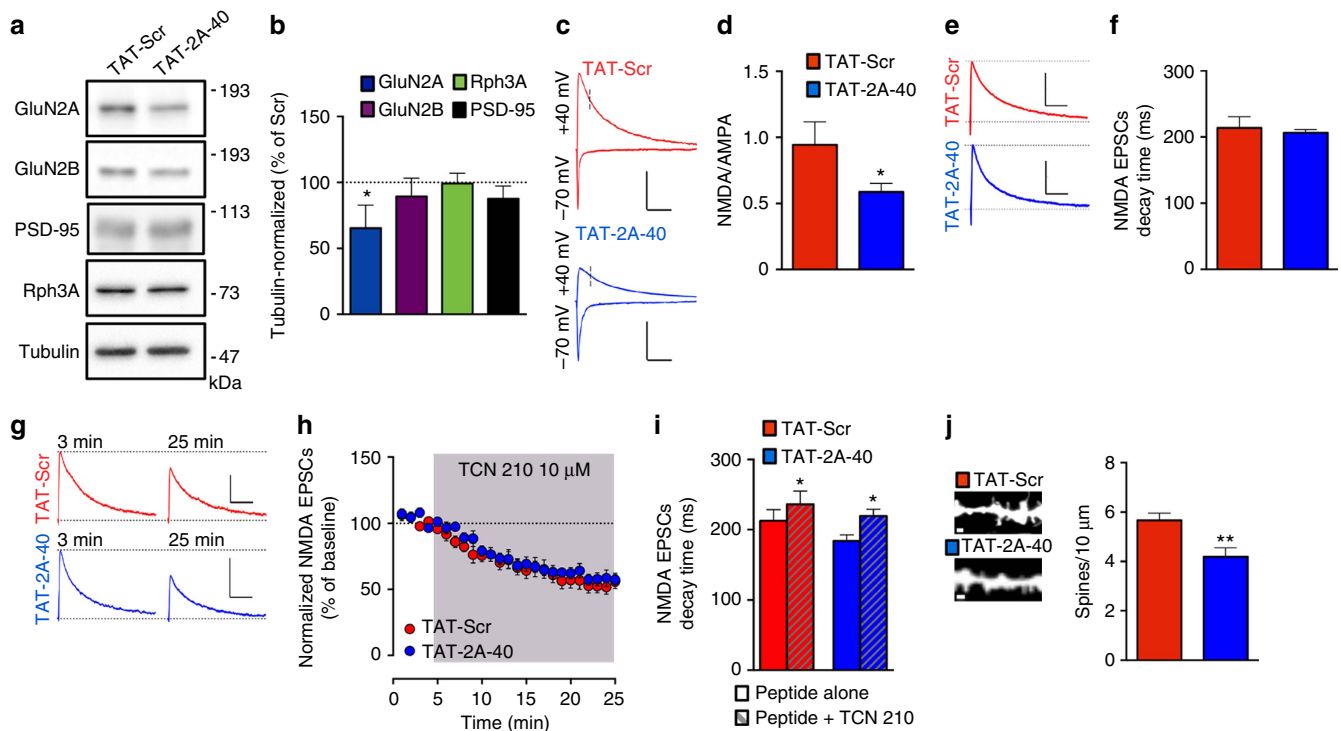 a
TAT-Scr
TAT-2A-40
GluN2A
GluN2B
PSD-95
Rph3A
Tubulin
-193
-193
-113
-73
-47
kDa
b
GluN2A
Rph3A
GluN2B
PSD-95
Tubulin-normalized (% of Scr)
150
100
50
0
*
c
TAT-Scr
+40 mV
−70 mV
TAT-2A-40
+40 mV
−70 mV
d
TAT-Scr
TAT-2A-40
NMDA/AMPA
1.5
1.0
0.5
0
*
e
TAT-Scr
TAT-2A-40
f
NMDA EPSCs
decay time (ms)
300
200
100
0
g
3 min
25 min
TAT-Scr
3 min
25 min
TAT-2A-40
h
Normalized NMDA EPSCs
(% of baseline)
150
100
50
0
TCN 210 10 μM
TAT-Scr
TAT-2A-40
0 5 10 15 20 25
Time (min)
i
TAT-Scr
TAT-2A-40
NMDA EPSCs
decay time (ms)
300
200
100
0
*
*
Peptide alone
Peptide + TCN 210
j
TAT-Scr
TAT-2A-40
Spines/10 μm
8
6
4
2
0
**